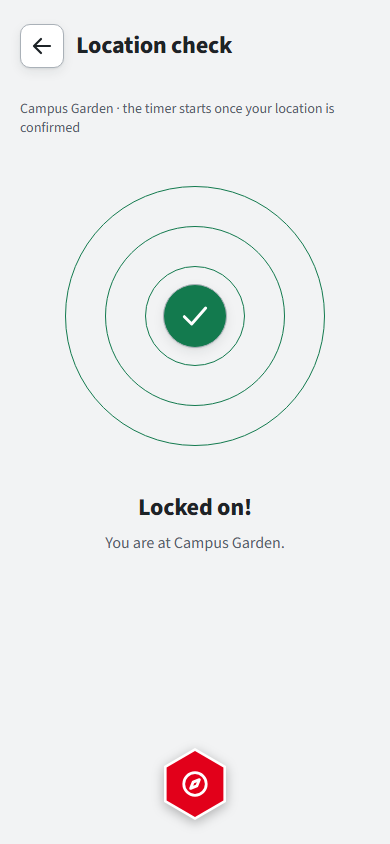 Location check
Campus Garden · the timer starts once your location is
confirmed
Locked on!
You are at Campus Garden.